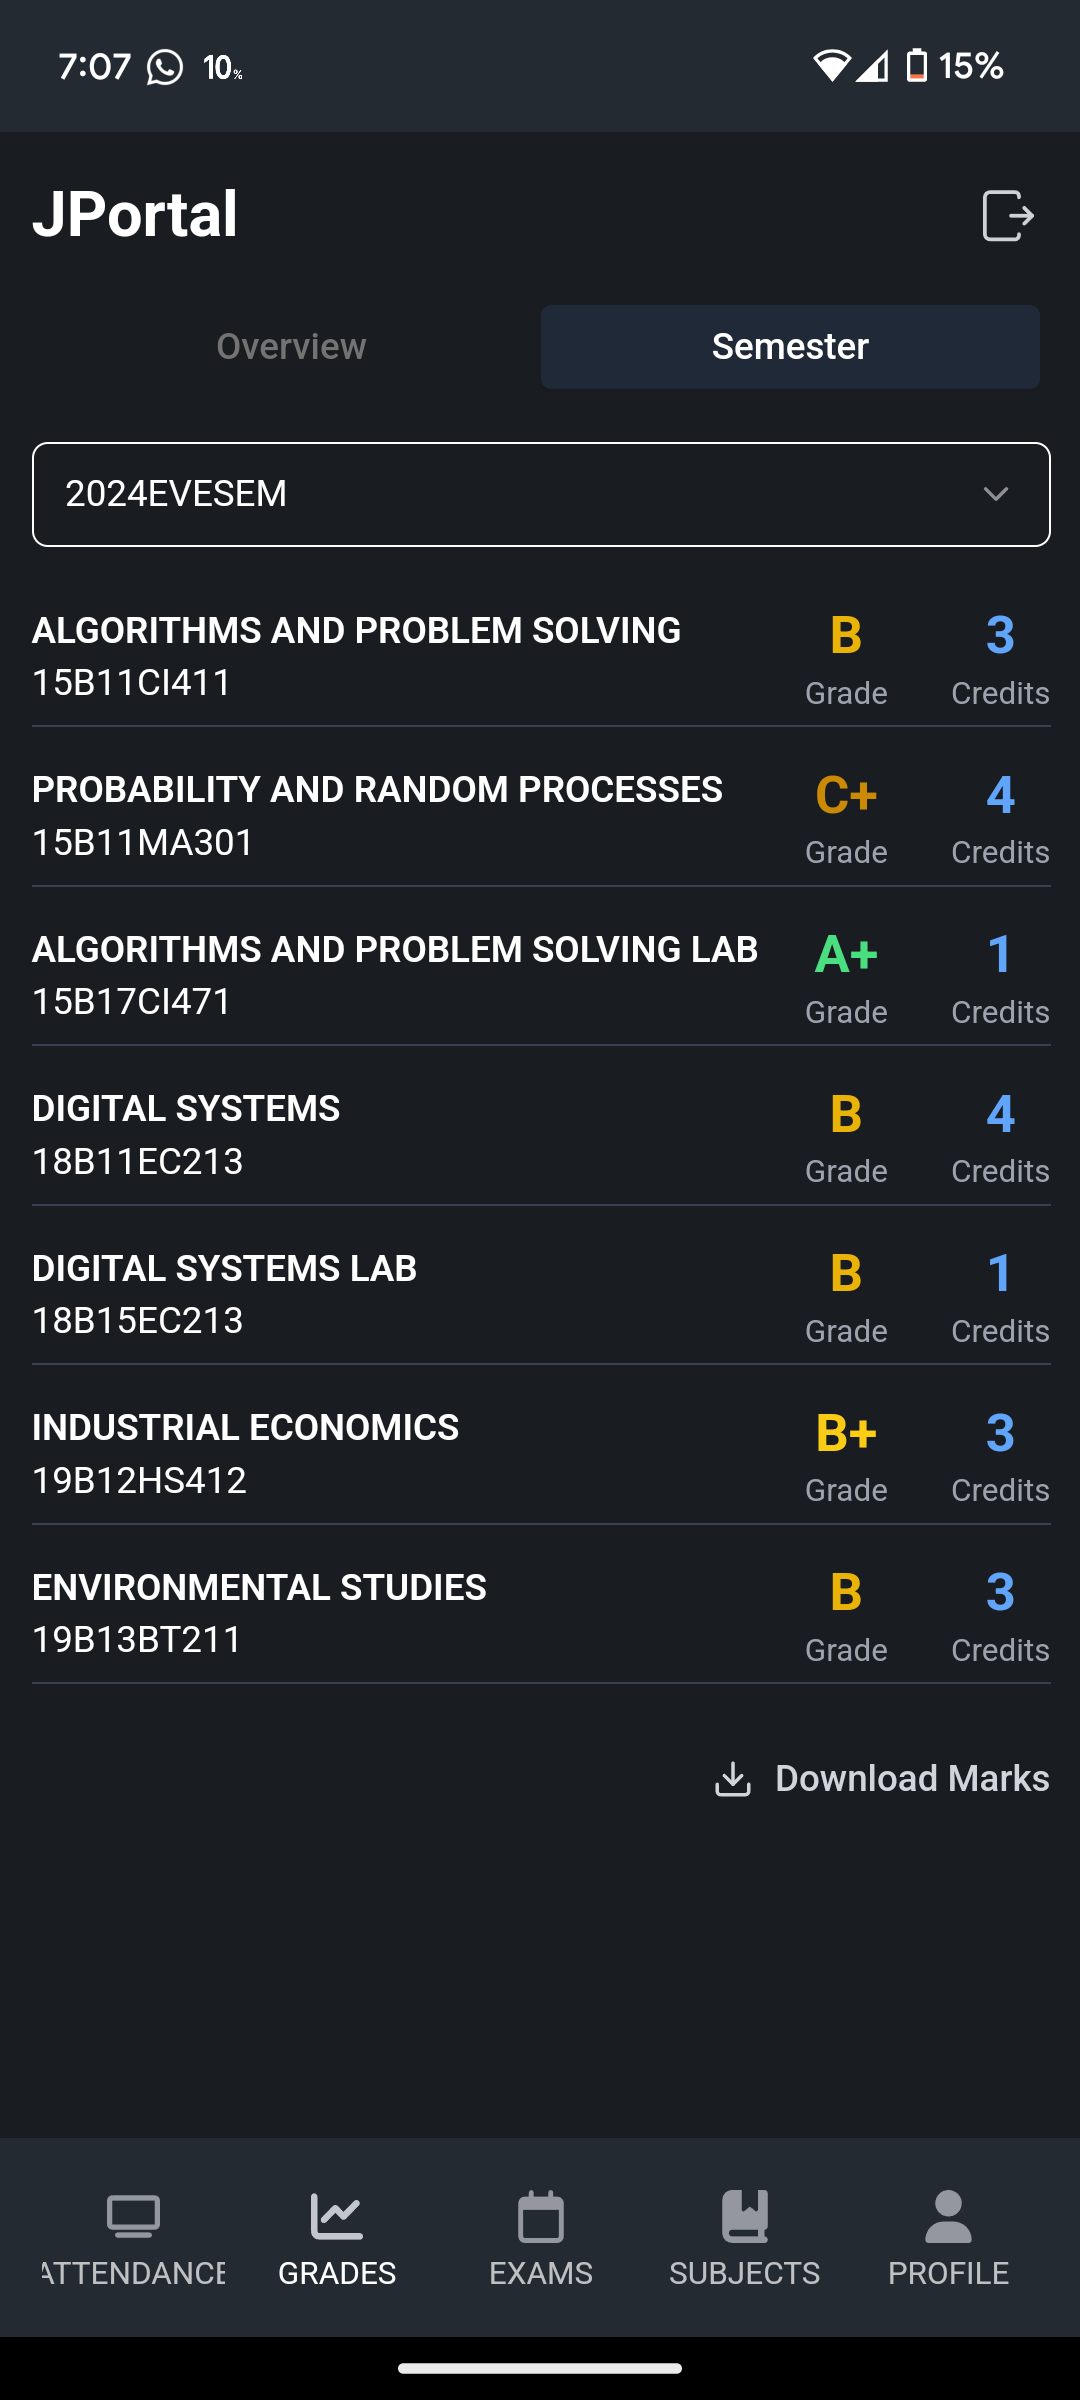 7:07 10% 15%
JPortal
Overview Semester
2024EVESEM
ALGORITHMS AND PROBLEM SOLVING B 3
15B11CI411 Grade Credits
PROBABILITY AND RANDOM PROCESSES C+ 4
15B11MA301 Grade Credits
ALGORITHMS AND PROBLEM SOLVING LAB A+ 1
15B17CI471 Grade Credits
DIGITAL SYSTEMS B 4
18B11EC213 Grade Credits
DIGITAL SYSTEMS LAB B 1
18B15EC213 Grade Credits
INDUSTRIAL ECONOMICS B+ 3
19B12HS412 Grade Credits
ENVIRONMENTAL STUDIES B 3
19B13BT211 Grade Credits
Download Marks
ATTENDANCE GRADES EXAMS SUBJECTS PROFILE